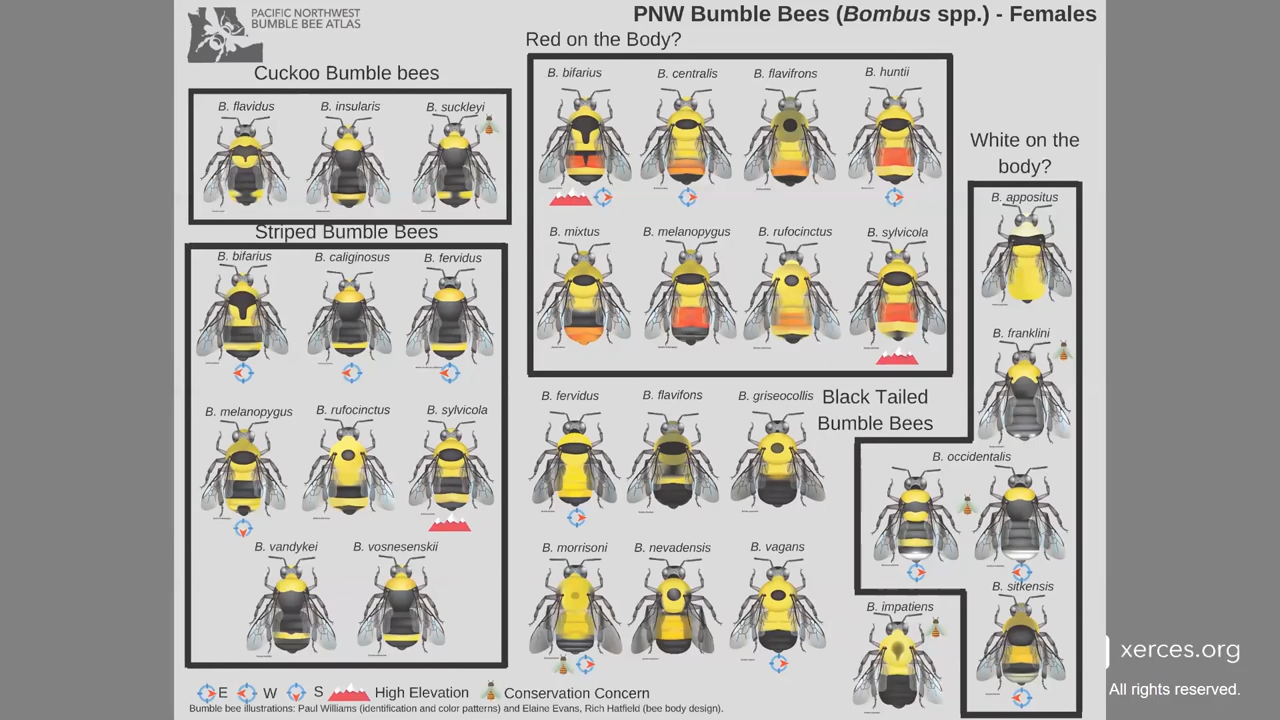 PACIFIC NORTHWEST
BUMBLE BEE ATLAS
PNW Bumble Bees (Bombus spp.) - Females
Cuckoo Bumble bees
B. flavidus
B. insularis
B. suckleyi
Red on the Body?
B. bifarius
B. centralis
B. flavifrons
B. huntii
B. mixtus
B. melanopygus
B. rufocinctus
B. sylvicola
White on the
body?
B. appositus
B. franklini
B. occidentalis
B. sitkensis
Striped Bumble Bees
B. bifarius
B. caliginosus
B. fervidus
B. melanopygus
B. rufocinctus
B. sylvicola
B. vandykei
B. vosnesenskii
Black Tailed
Bumble Bees
B. fervidus
B. flavifons
B. griseocollis
B. morrisoni
B. nevadensis
B. vagans
B. impatiens
E
W
S
High Elevation
Conservation Concern
Bumble bee illustrations: Paul Williams (identification and color patterns) and Elaine Evans, Rich Hatfield (bee body design).
xerces.org
All rights reserved.